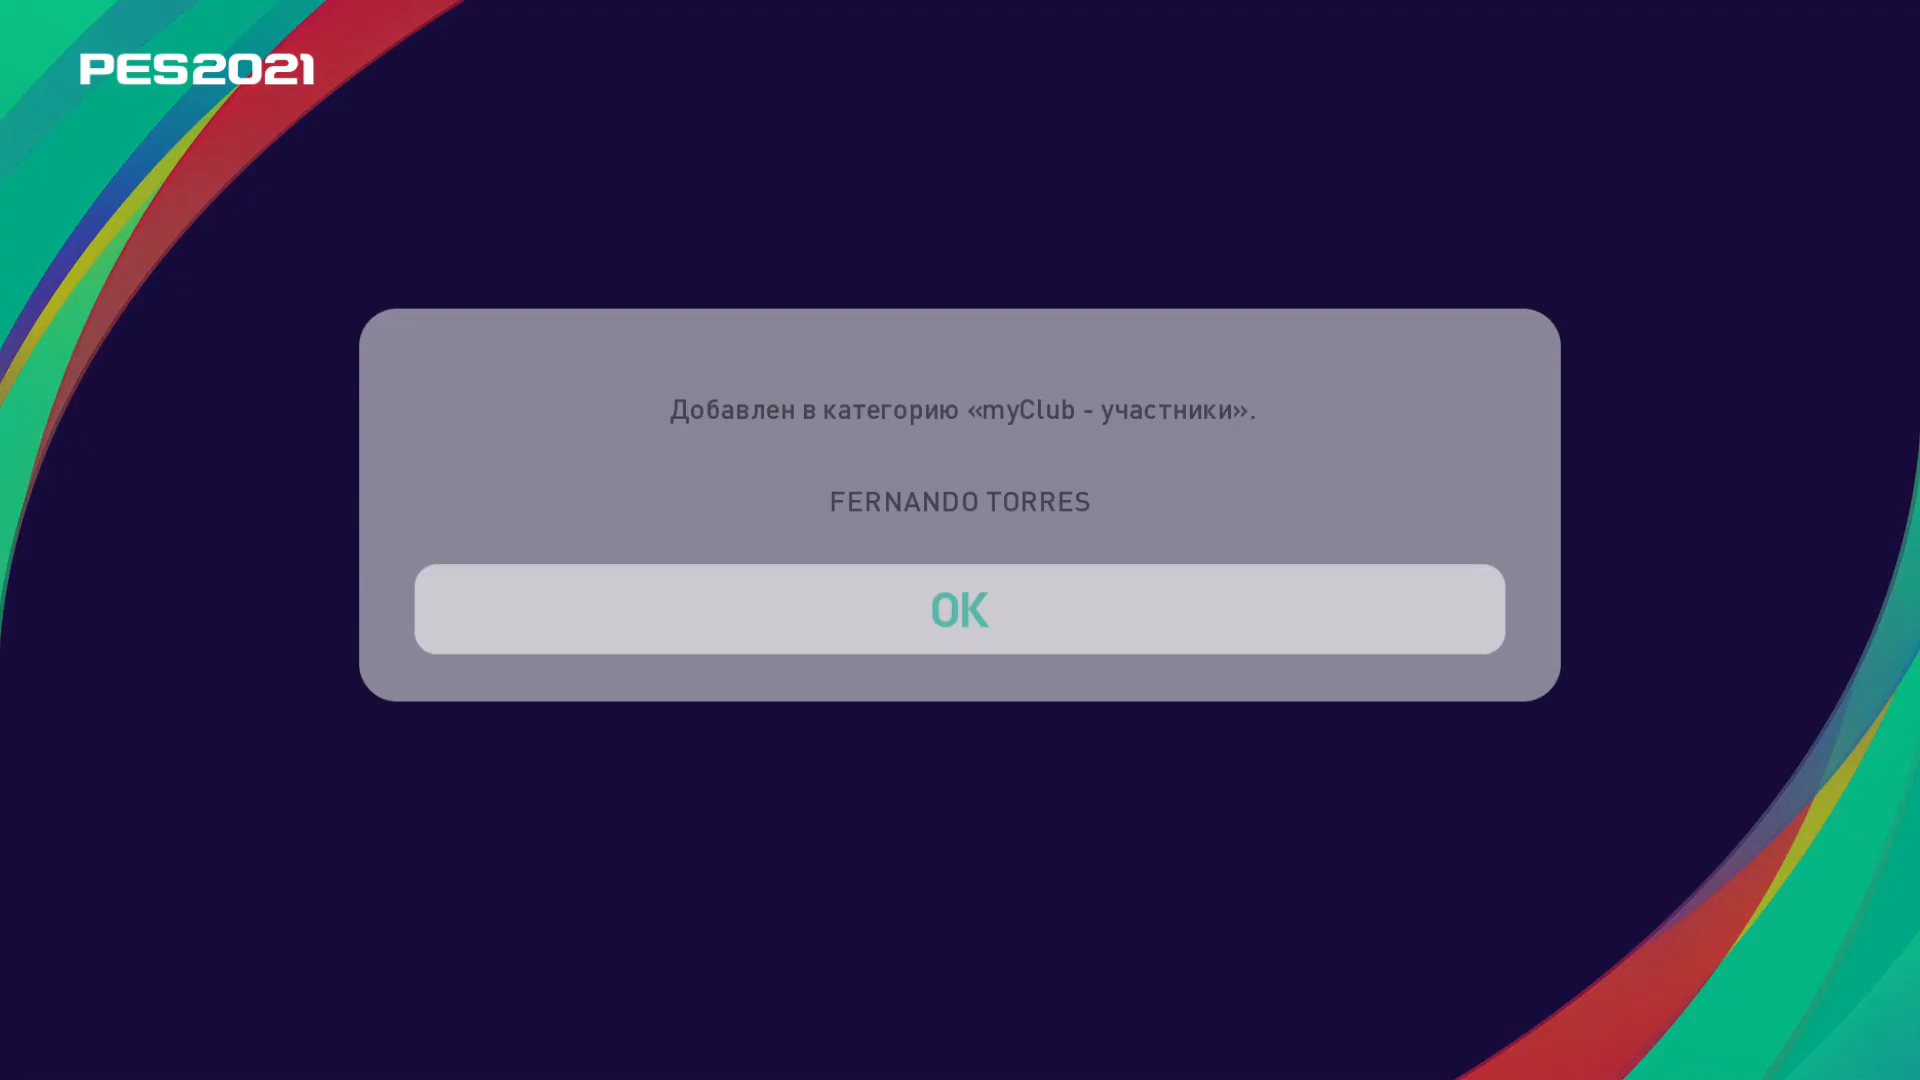 PES2021
Добавлен в категорию «myClub - участники».
FERNANDO TORRES
OK